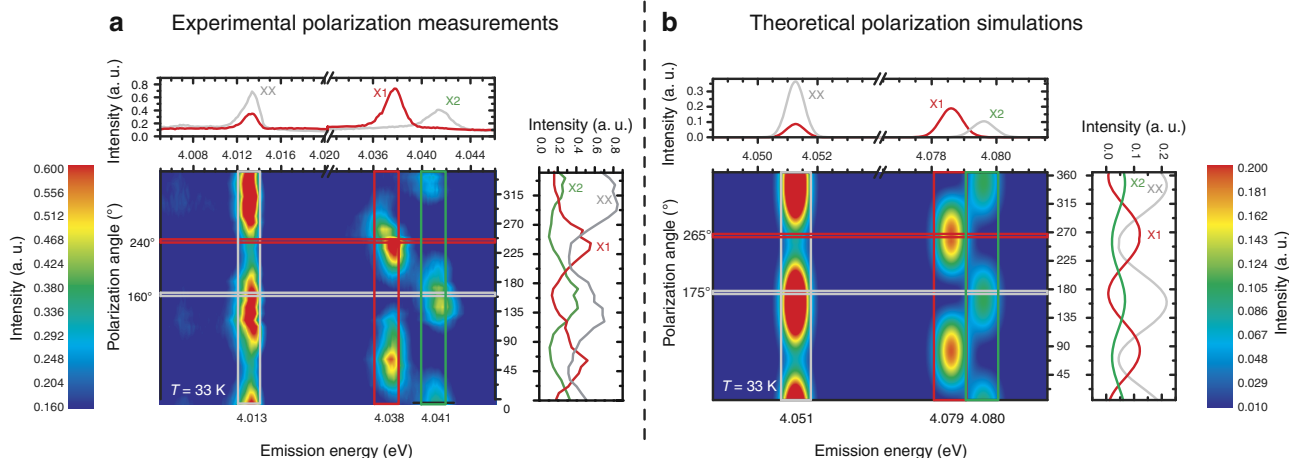 a Experimental polarization measurements
Intensity (a. u.)
0.8
0.6
0.4
0.2
0.0
XX
X1
X2
4.008 4.012 4.016 4.020 4.036 4.040 4.044
Intensity (a. u.)
0.600
0.556
0.512
0.468
0.424
0.380
0.336
0.292
0.248
0.204
0.160
Polarization angle (°)
240°
160°
T = 33 K
315
270
225
180
135
90
45
0
4.013 4.038 4.041
Emission energy (eV)
Intensity (a. u.)
0.0 0.2 0.4 0.6 0.8
X2
XX
X1
b Theoretical polarization simulations
Intensity (a. u.)
0.3
0.2
0.1
0.0
XX
X1
X2
4.050 4.052 4.078 4.080
Polarization angle (°)
265°
175°
T = 33 K
360
315
270
225
180
135
90
45
4.051 4.079 4.080
Emission energy (eV)
Intensity (a. u.)
0.0 0.1 0.2
X2
XX
X1
0.200
0.181
0.162
0.143
0.124
0.105
0.086
0.067
0.048
0.029
0.010
Intensity (a. u.)